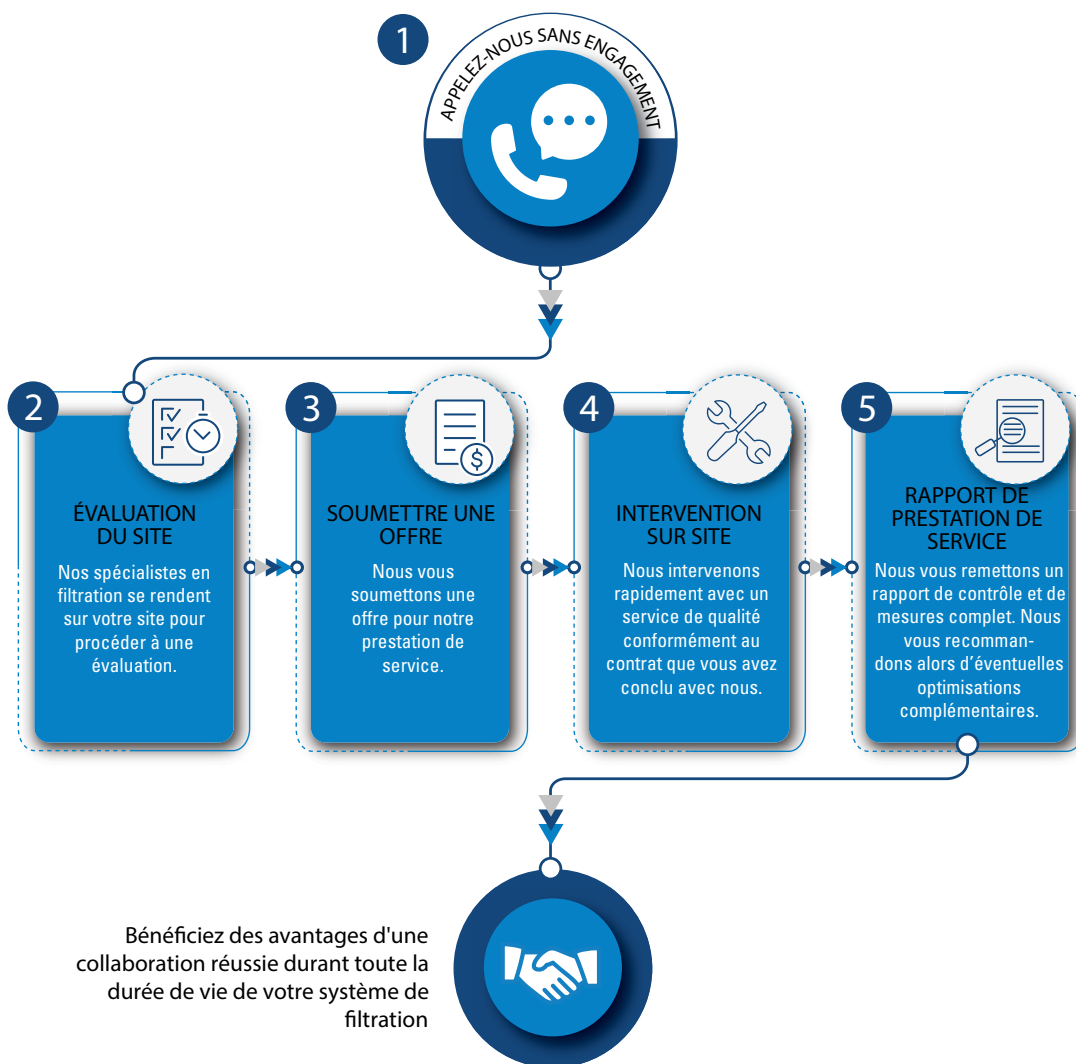 1
APPELEZ-NOUS SANS ENGAGEMENT
2
ÉVALUATION
DU SITE
Nos spécialistes en
filtration se rendent
sur votre site pour
procéder à une
évaluation.
3
$
SOUMETTRE UNE
OFFRE
Nous vous
soumettons une
offre pour notre
prestation de
service.
4
INTERVENTION
SUR SITE
Nous intervenons
rapidement avec un
service de qualité
conformément au
contrat que vous avez
conclu avec nous.
5
RAPPORT DE
PRESTATION DE
SERVICE
Nous vous remettons un
rapport de contrôle et de
mesures complet. Nous
vous recomman-
dons alors d’éventuelles
optimisations
complémentaires.
Bénéficiez des avantages d'une
collaboration réussie durant toute la
durée de vie de votre système de
filtration